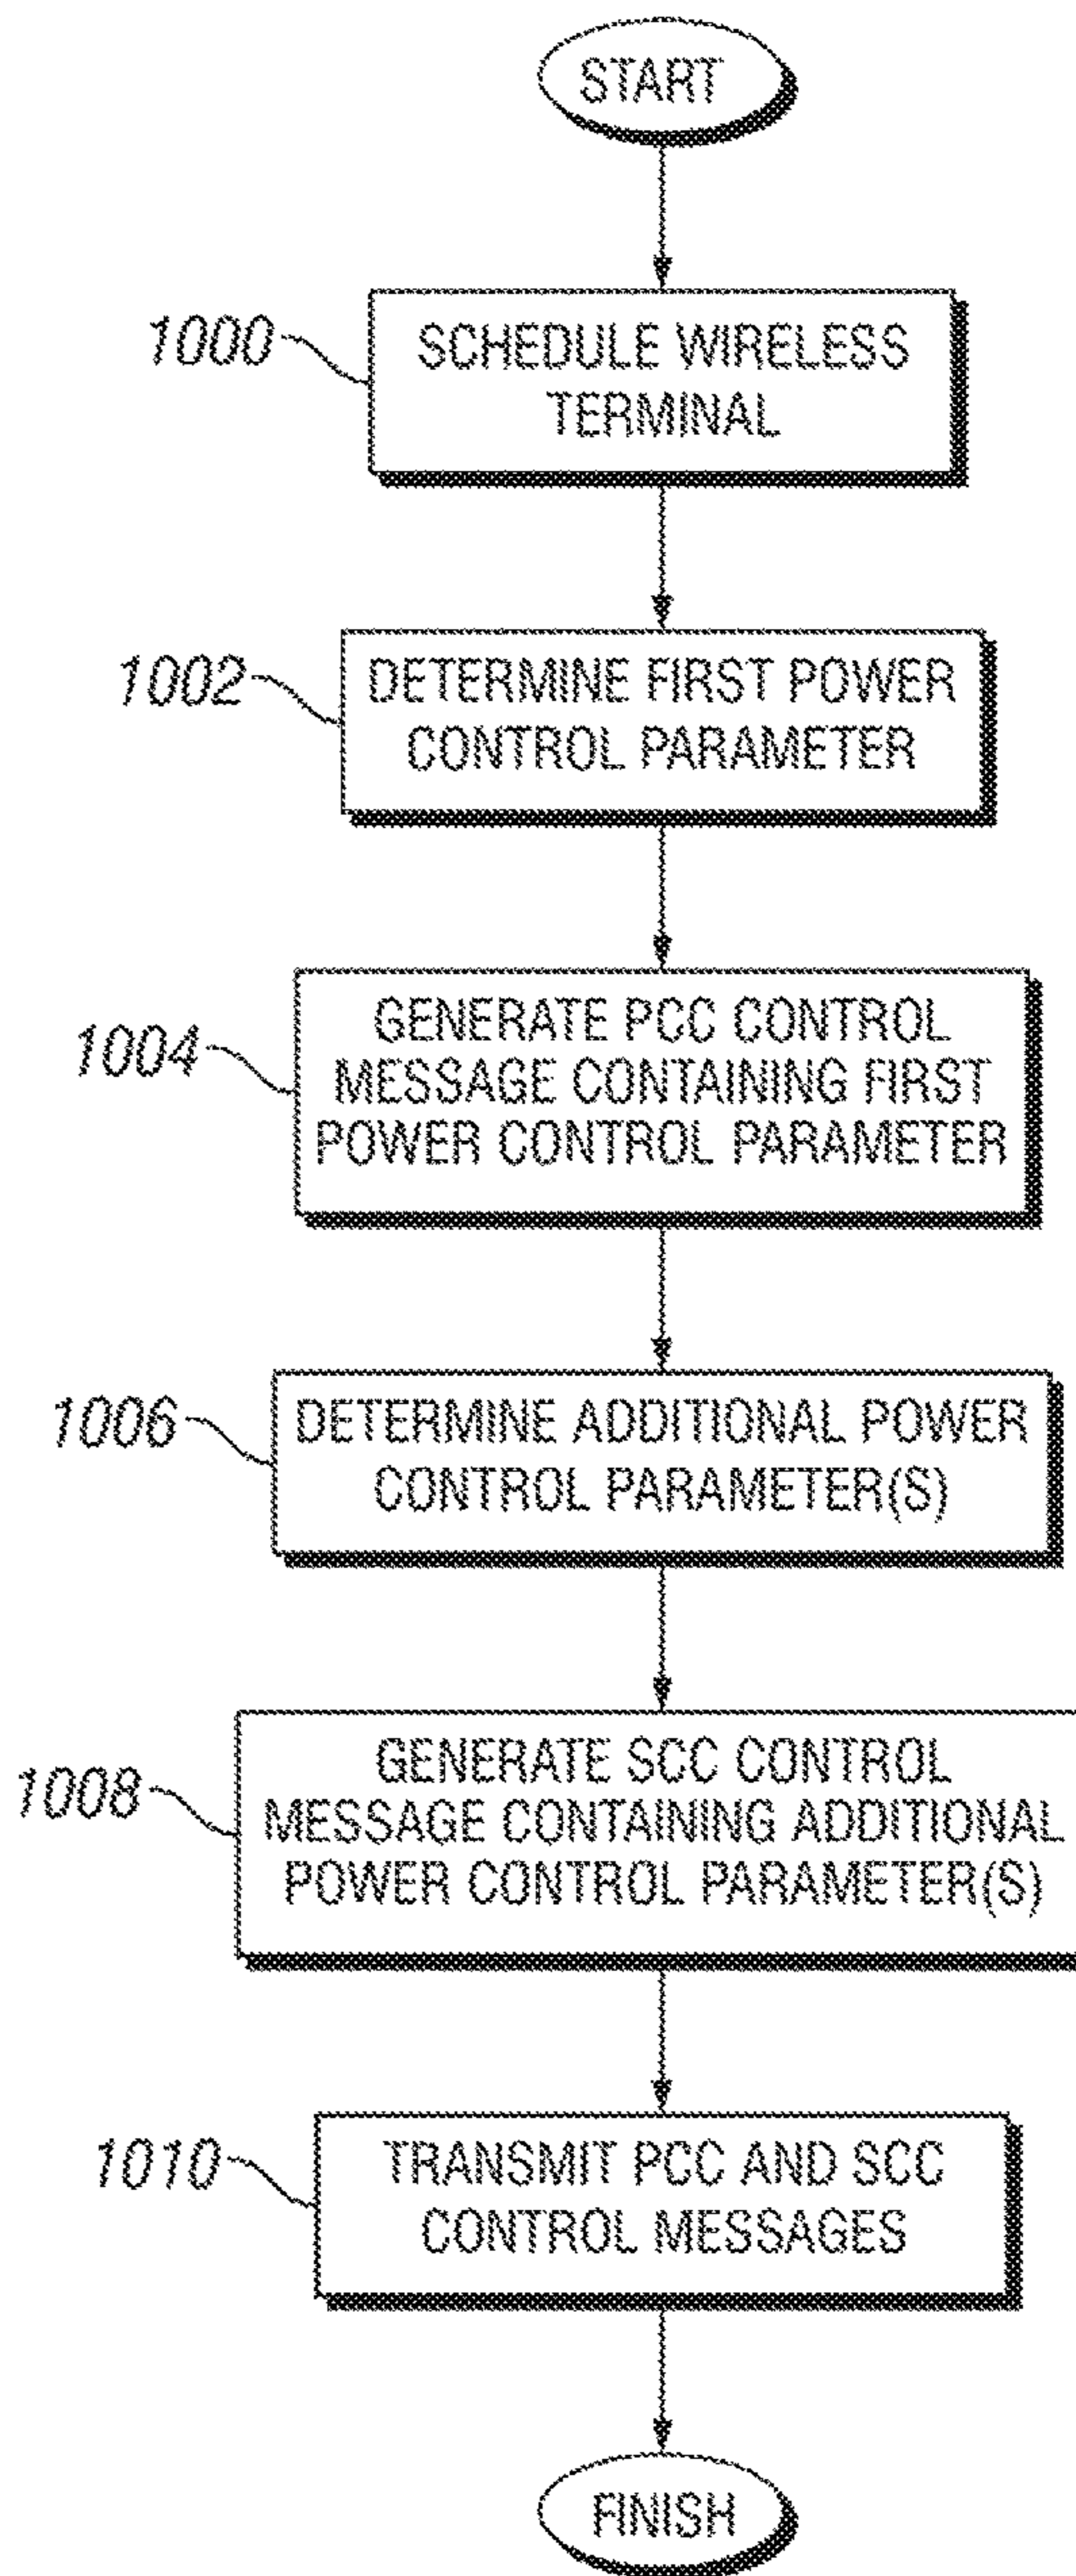 START
1000
SCHEDULE WIRELESS
TERMINAL
1002
DETERMINE FIRST POWER
CONTROL PARAMETER
1004
GENERATE PCC CONTROL
MESSAGE CONTAINING FIRST
POWER CONTROL PARAMETER
1006
DETERMINE ADDITIONAL POWER
CONTROL PARAMETER(S)
1008
GENERATE SCC CONTROL
MESSAGE CONTAINING ADDITIONAL
POWER CONTROL PARAMETER(S)
1010
TRANSMIT PCC AND SCC
CONTROL MESSAGES
FINISH